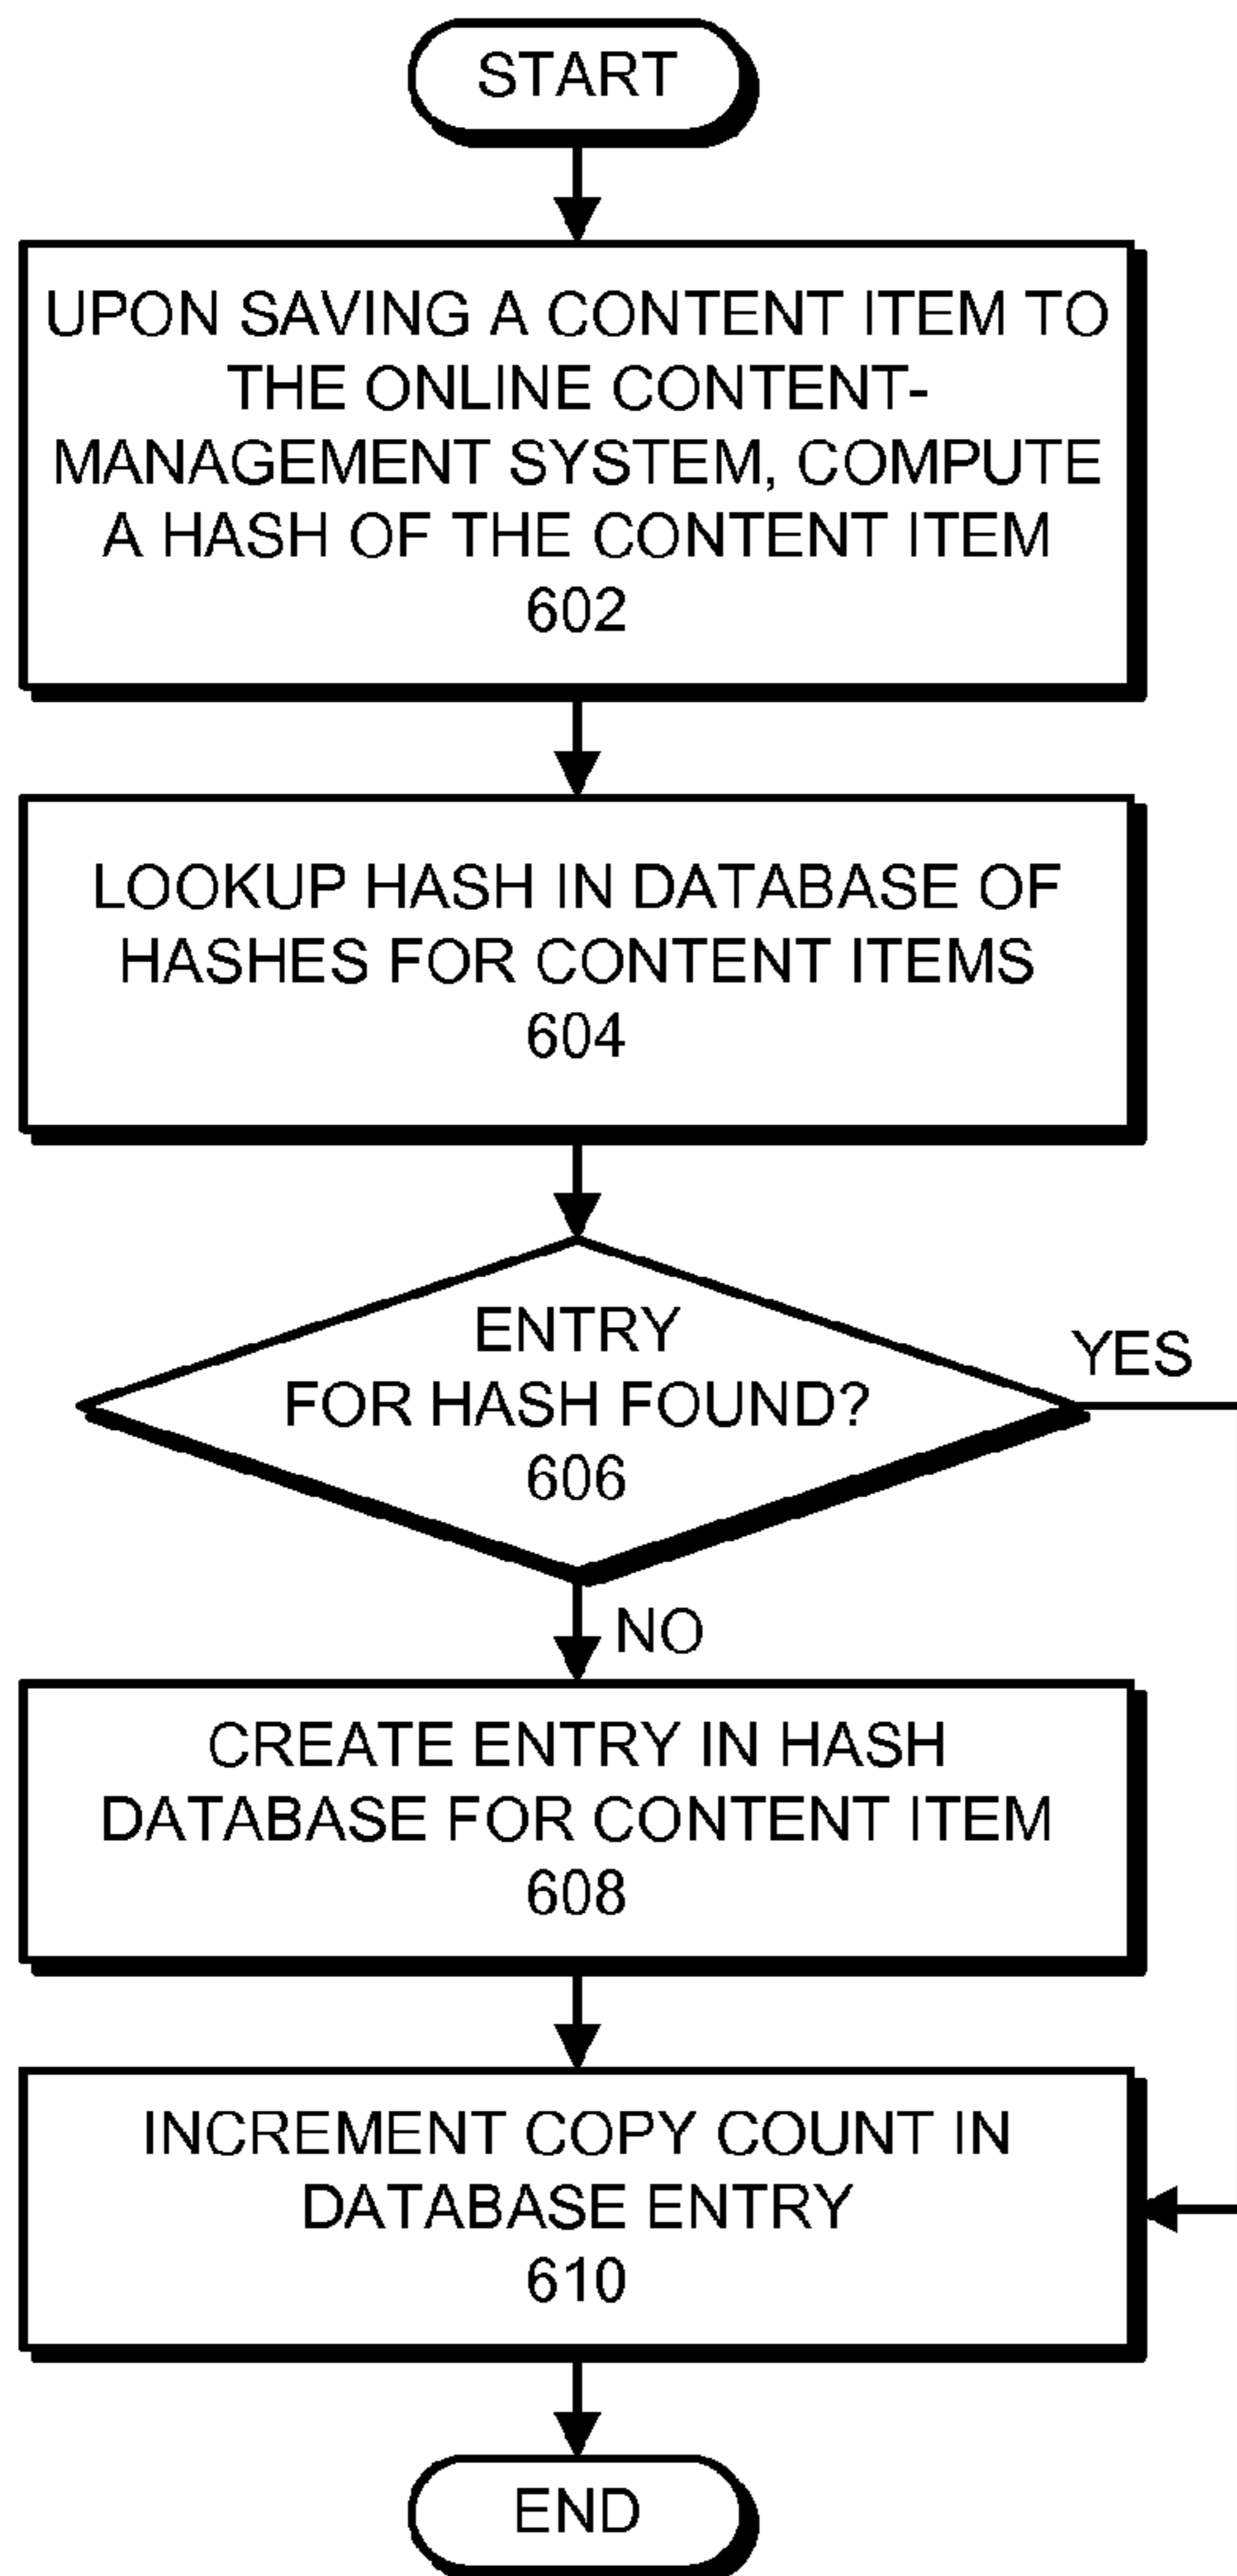 START
UPON SAVING A CONTENT ITEM TO
THE ONLINE CONTENT-
MANAGEMENT SYSTEM, COMPUTE
A HASH OF THE CONTENT ITEM
602
LOOKUP HASH IN DATABASE OF
HASHES FOR CONTENT ITEMS
604
ENTRY
FOR HASH FOUND?
606
YES
NO
CREATE ENTRY IN HASH
DATABASE FOR CONTENT ITEM
608
INCREMENT COPY COUNT IN
DATABASE ENTRY
610
END